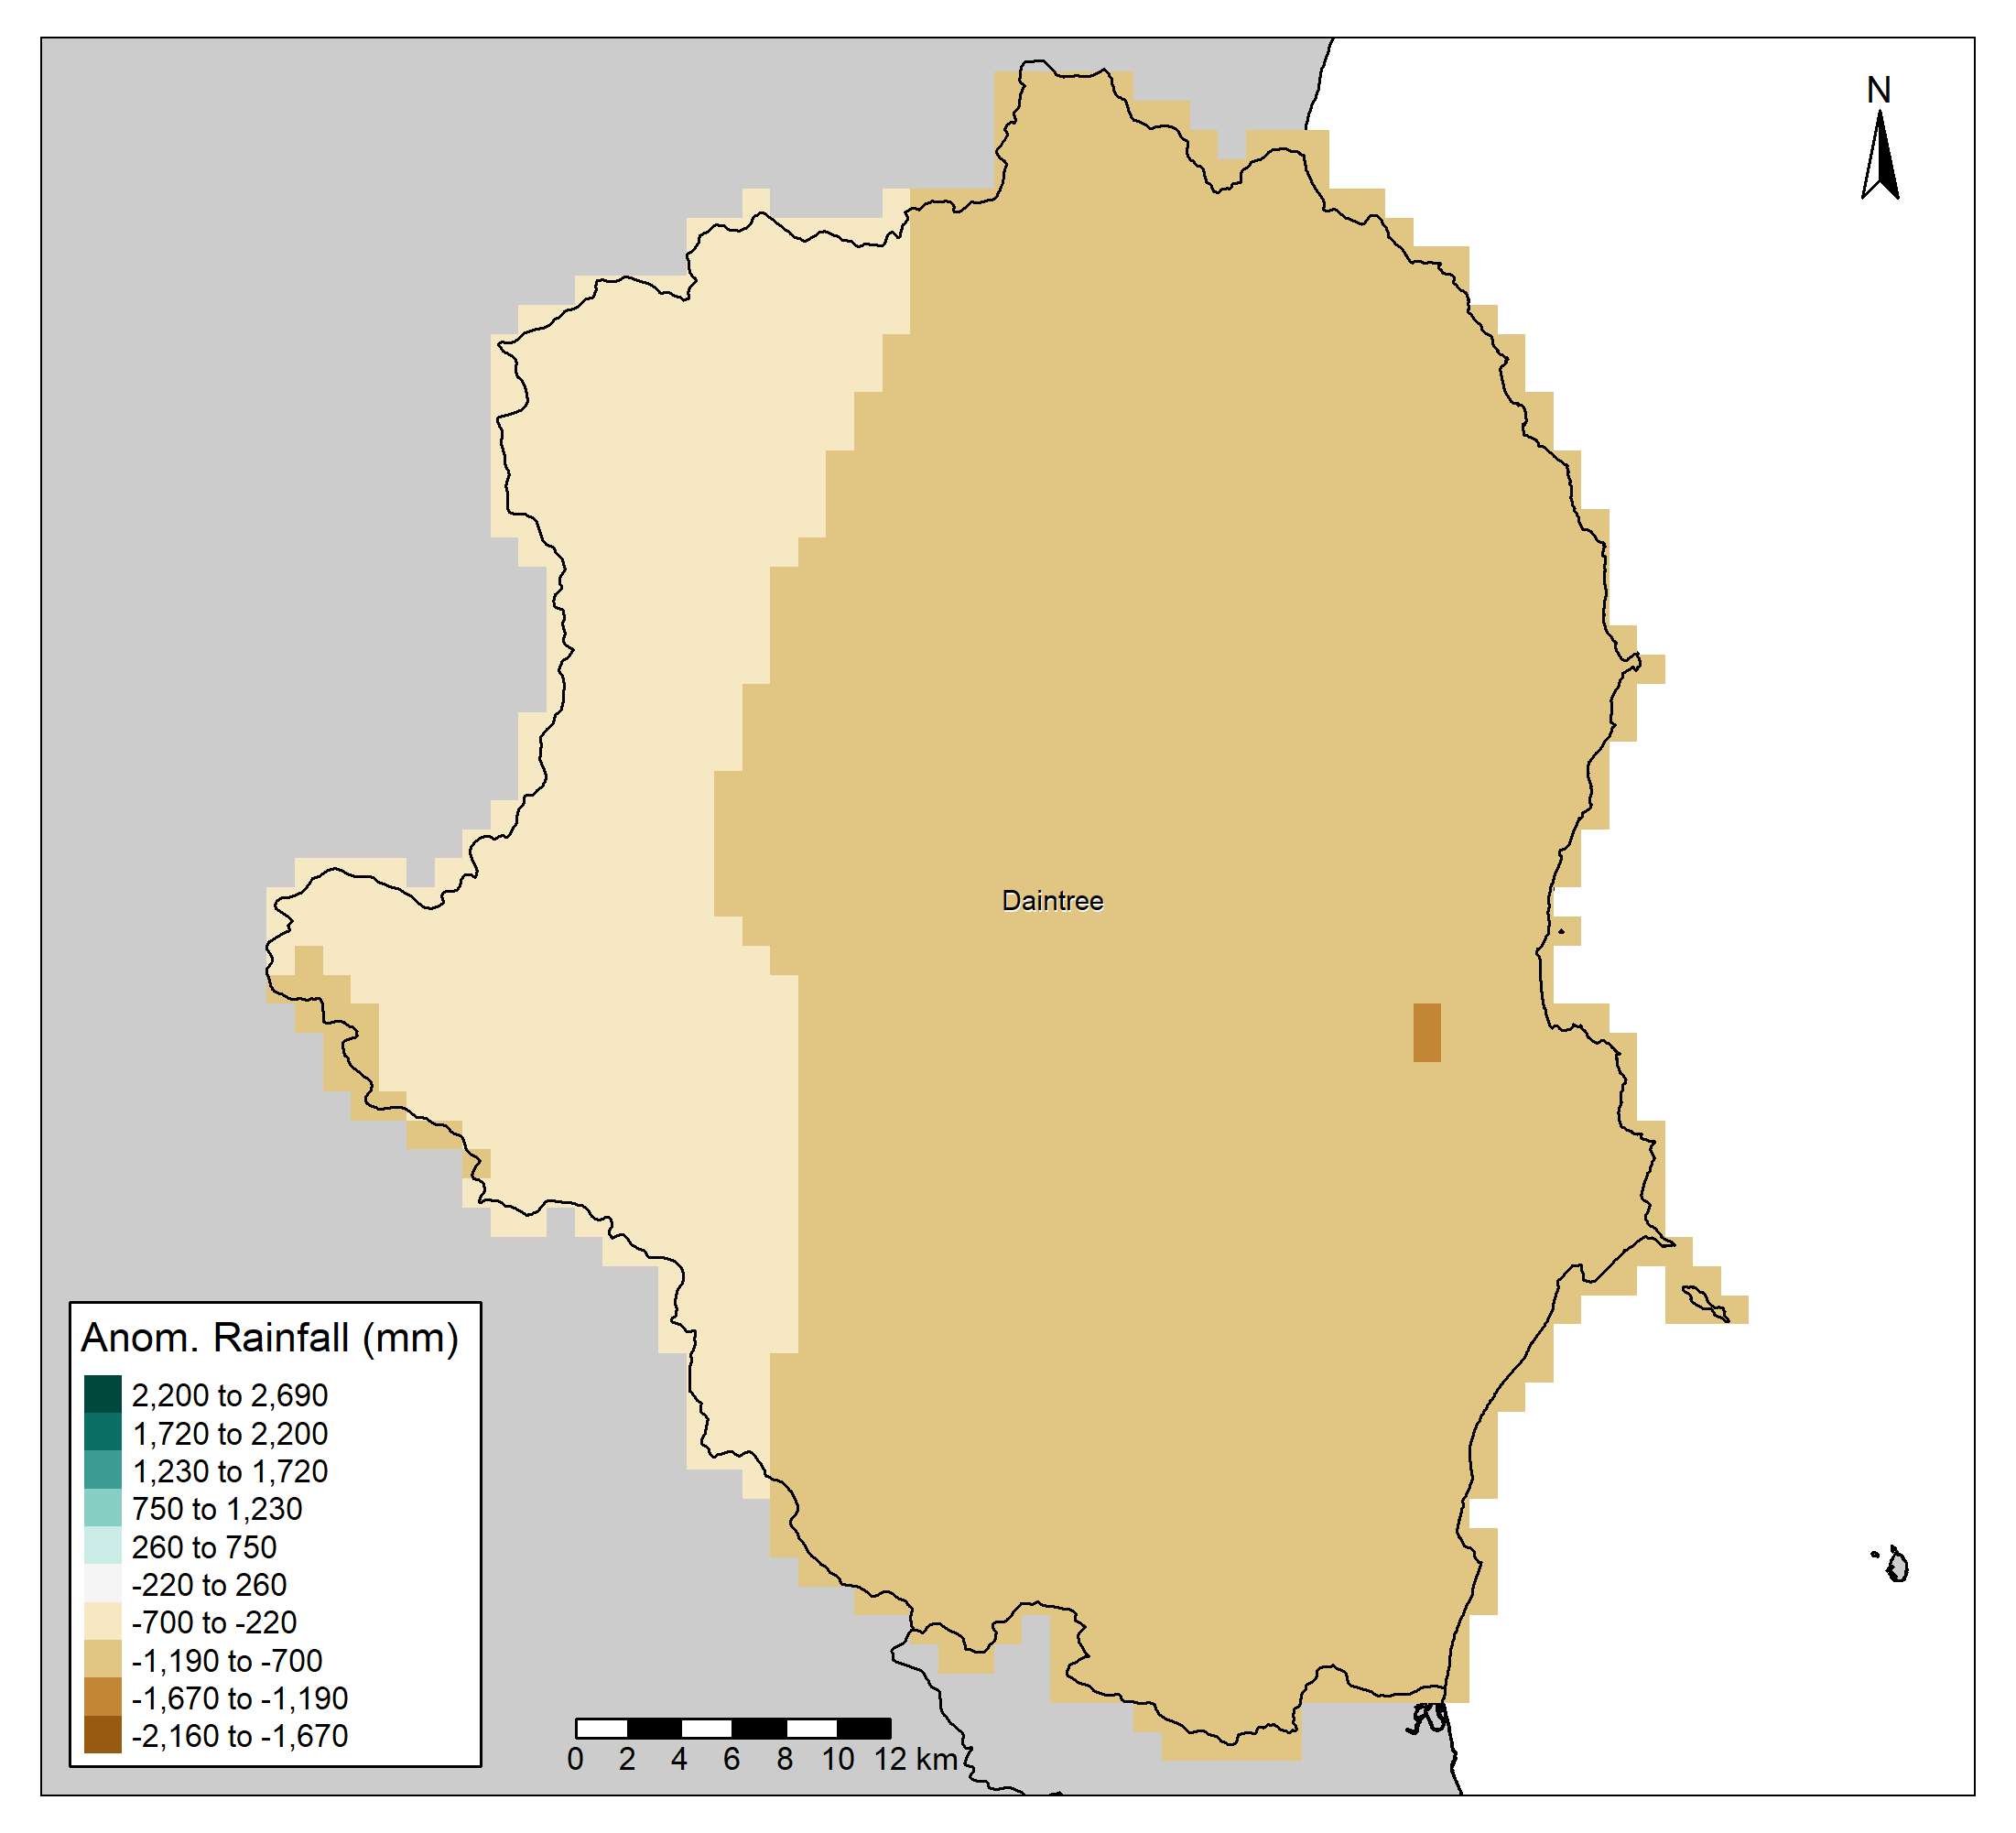 N
Daintree
Anom. Rainfall (mm)
2,200 to 2,690
1,720 to 2,200
1,230 to 1,720
750 to 1,230
260 to 750
-220 to 260
-700 to -220
-1,190 to -700
-1,670 to -1,190
-2,160 to -1,670
0 2 4 6 8 10 12 km